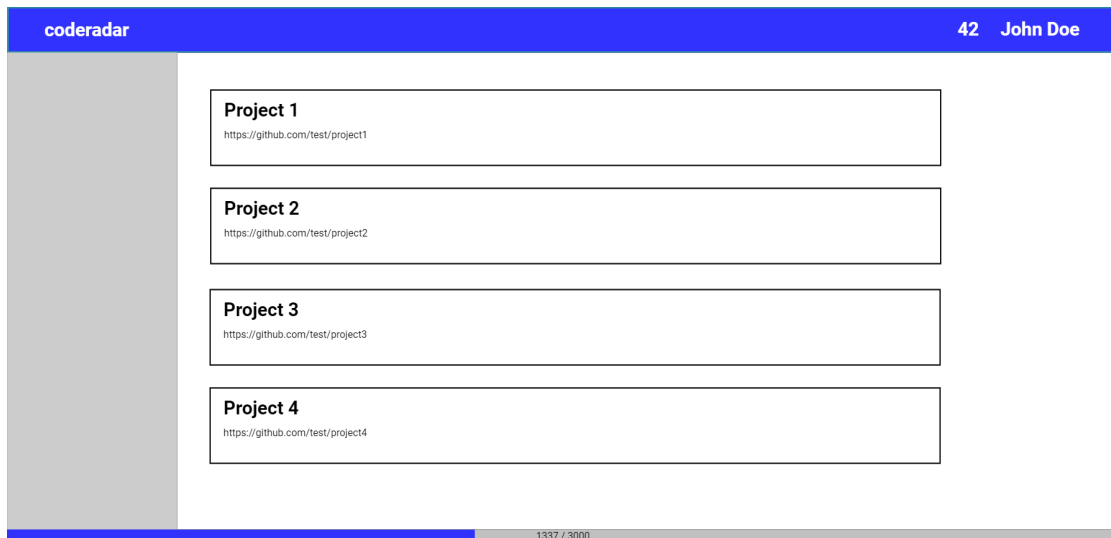 coderadar 42 John Doe
Project 1
https://github.com/test/project1
Project 2
https://github.com/test/project2
Project 3
https://github.com/test/project3
Project 4
https://github.com/test/project4
1337 / 3000